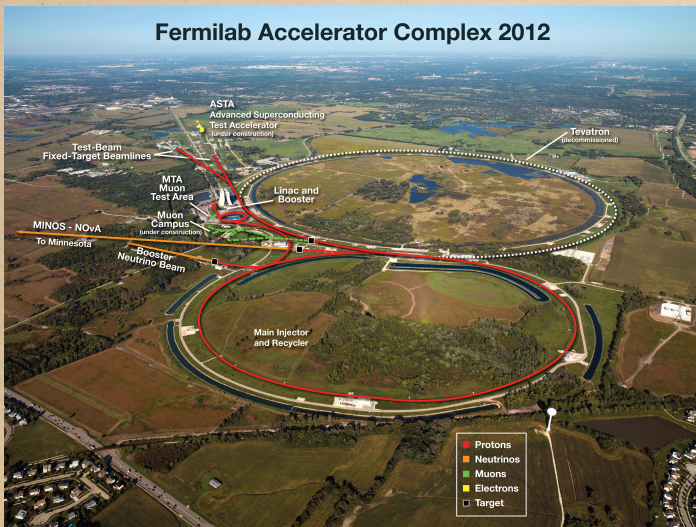 Fermilab Accelerator Complex 2012
ASTA
Advanced Superconducting
Test Accelerator
(under construction)
Tevatron
(decommissioned)
Test-Beam
Fixed-Target Beamlines
MTA
Muon
Test Area
Linac and
Booster
Muon
Campus
(under construction)
MINOS - NOνA
To Minnesota
Booster
Neutrino Beam
Main Injector
and Recycler
Protons
Neutrinos
Muons
Electrons
Target